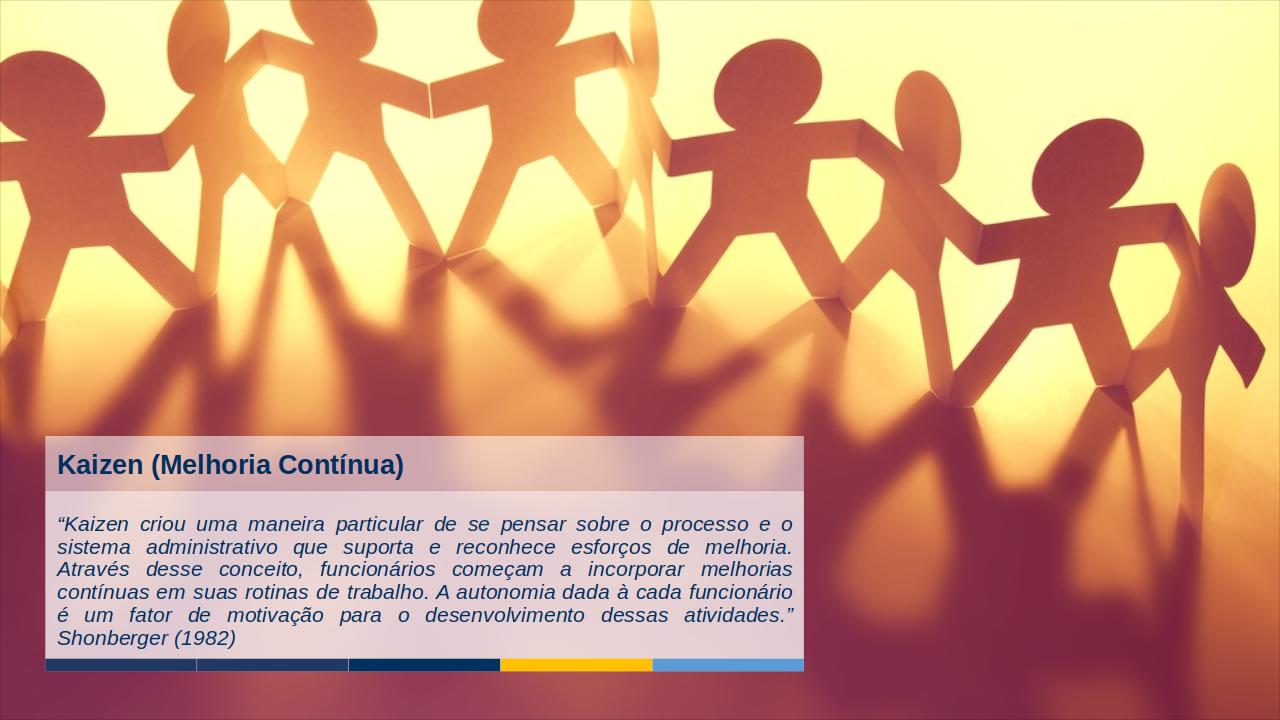 Kaizen (Melhoria Contínua)
“Kaizen criou uma maneira particular de se pensar sobre o processo e o
sistema administrativo que suporta e reconhece esforços de melhoria.
Através desse conceito, funcionários começam a incorporar melhorias
contínuas em suas rotinas de trabalho. A autonomia dada à cada funcionário
é um fator de motivação para o desenvolvimento dessas atividades.”
Shonberger (1982)